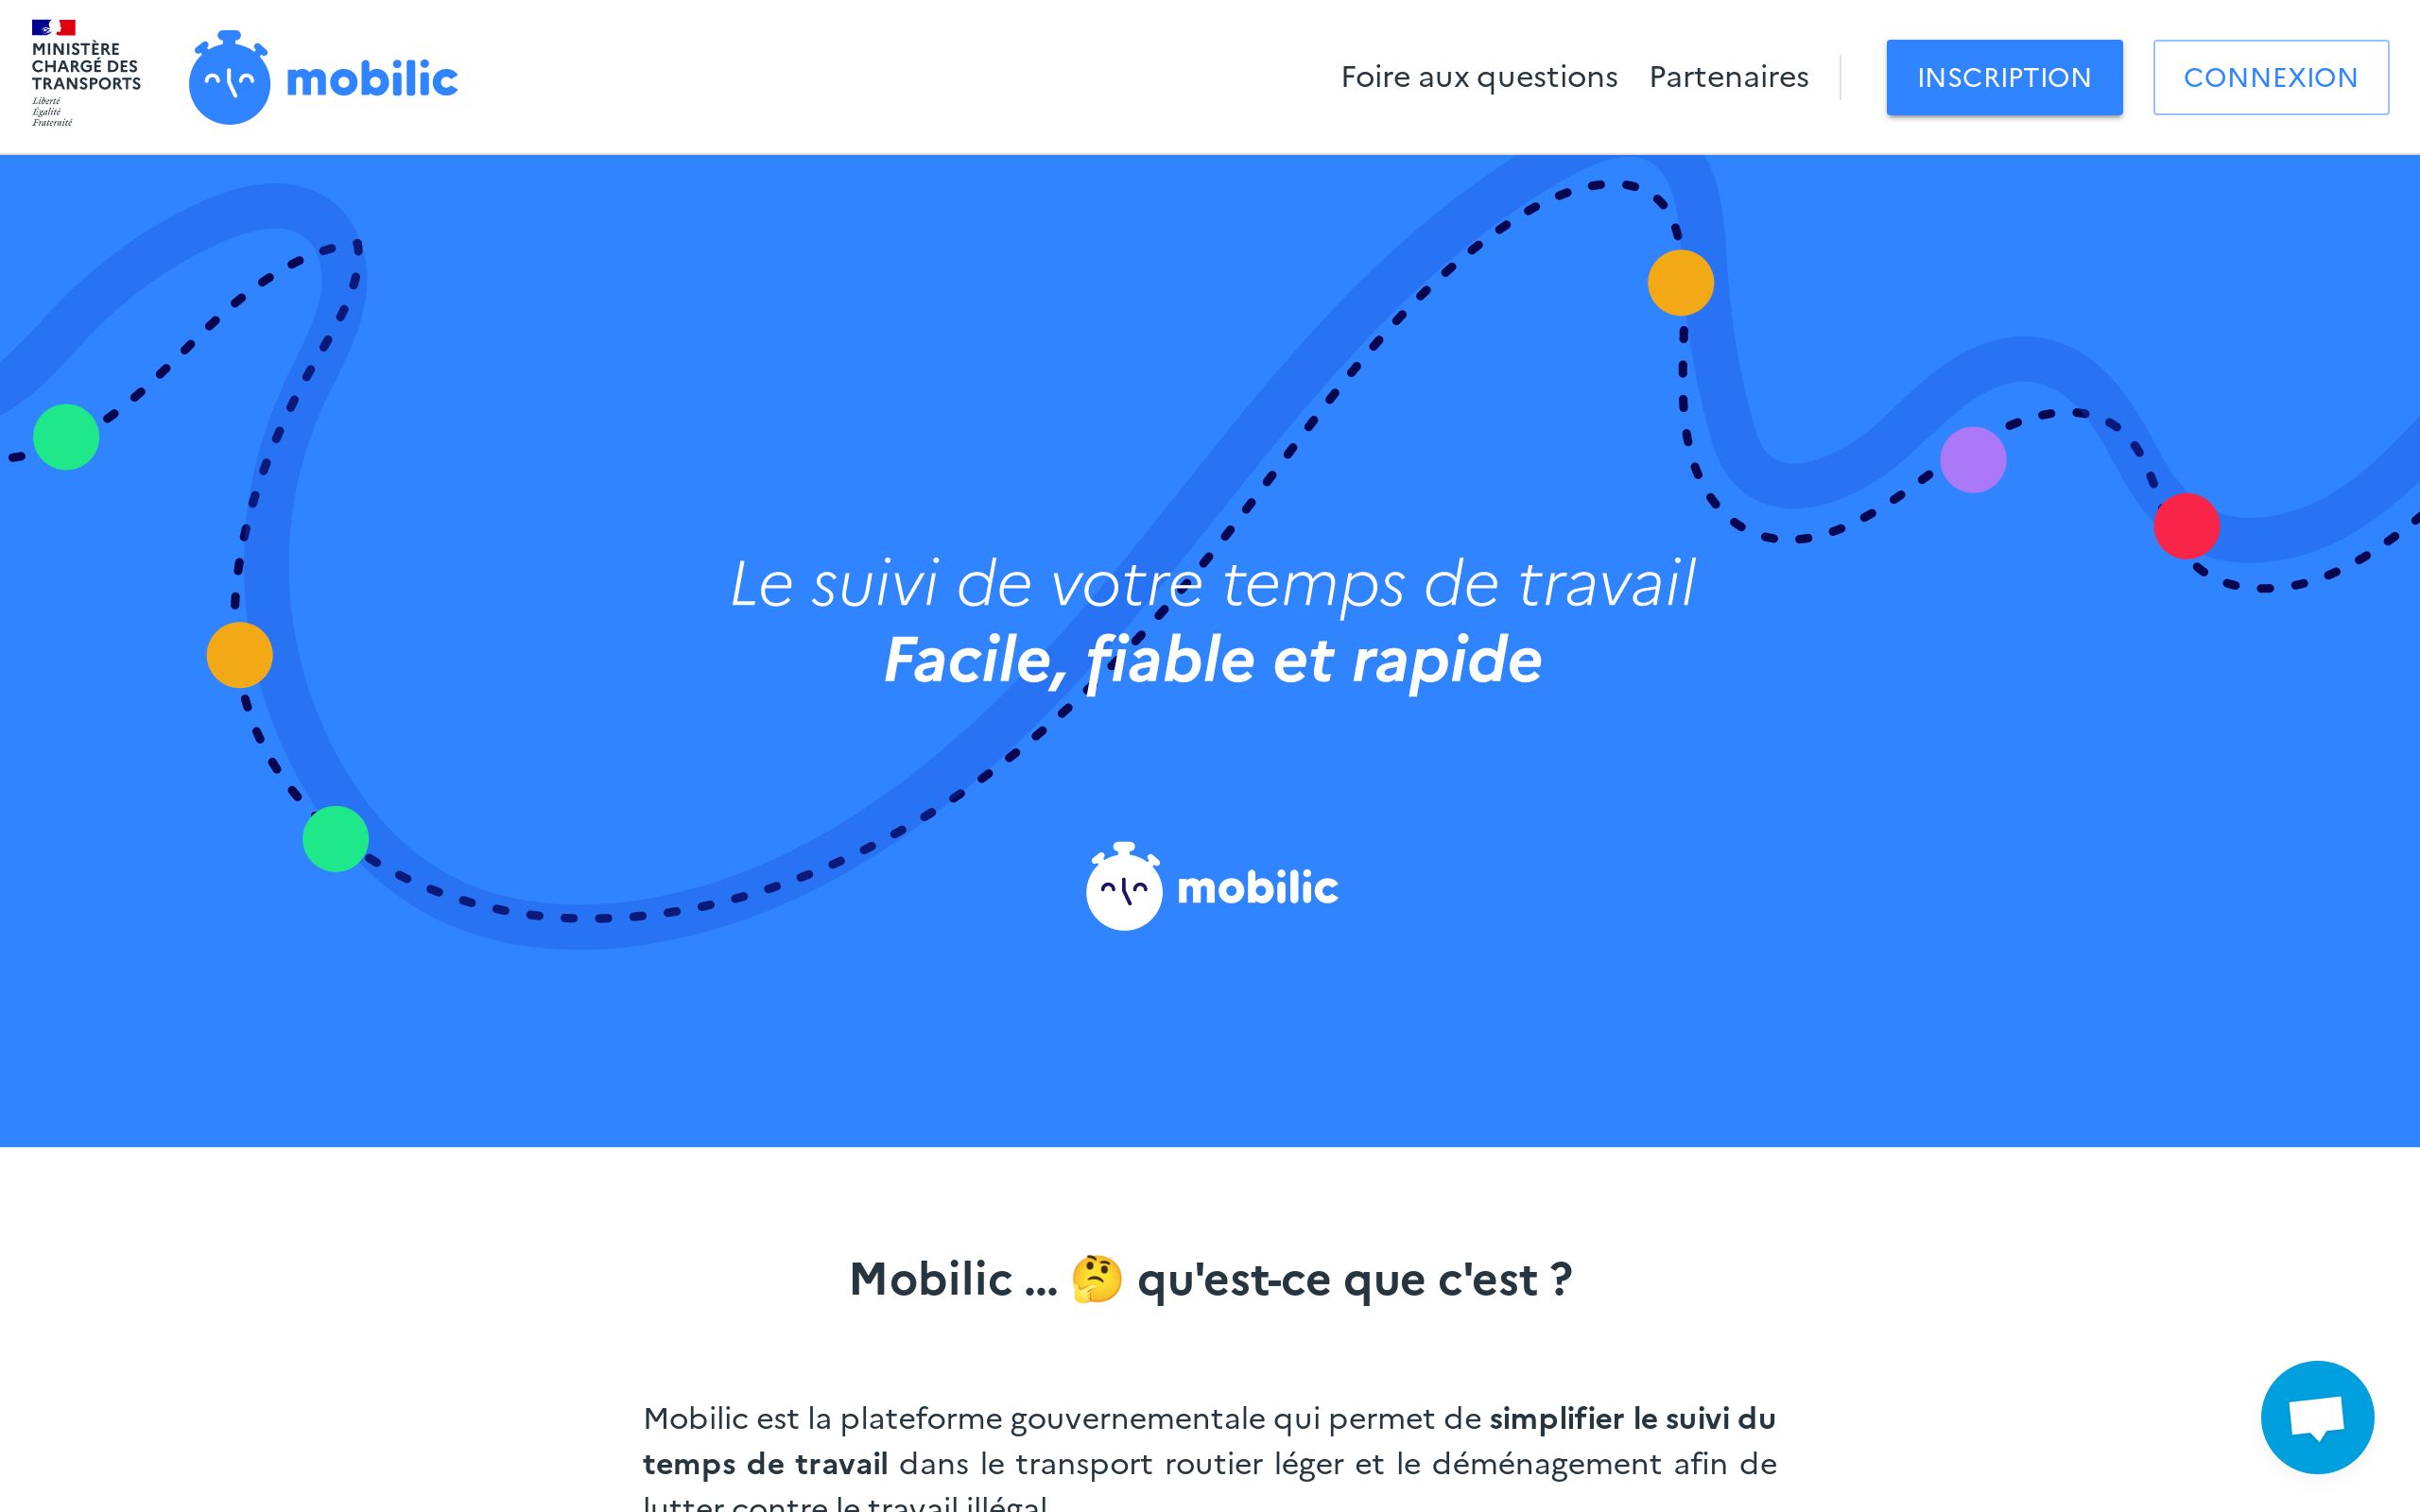 MINISTÈRE
CHARGÉ DES
TRANSPORTS
Liberté
Égalité
Fraternité
mobilic
Foire aux questions
Partenaires
INSCRIPTION
CONNEXION
Le suivi de votre temps de travail
Facile, fiable et rapide
mobilic
Mobilic ... 🤔 qu'est-ce que c'est ?
Mobilic est la plateforme gouvernementale qui permet de simplifier le suivi du
temps de travail dans le transport routier léger et le déménagement afin de
lutter contre le travail illégal.